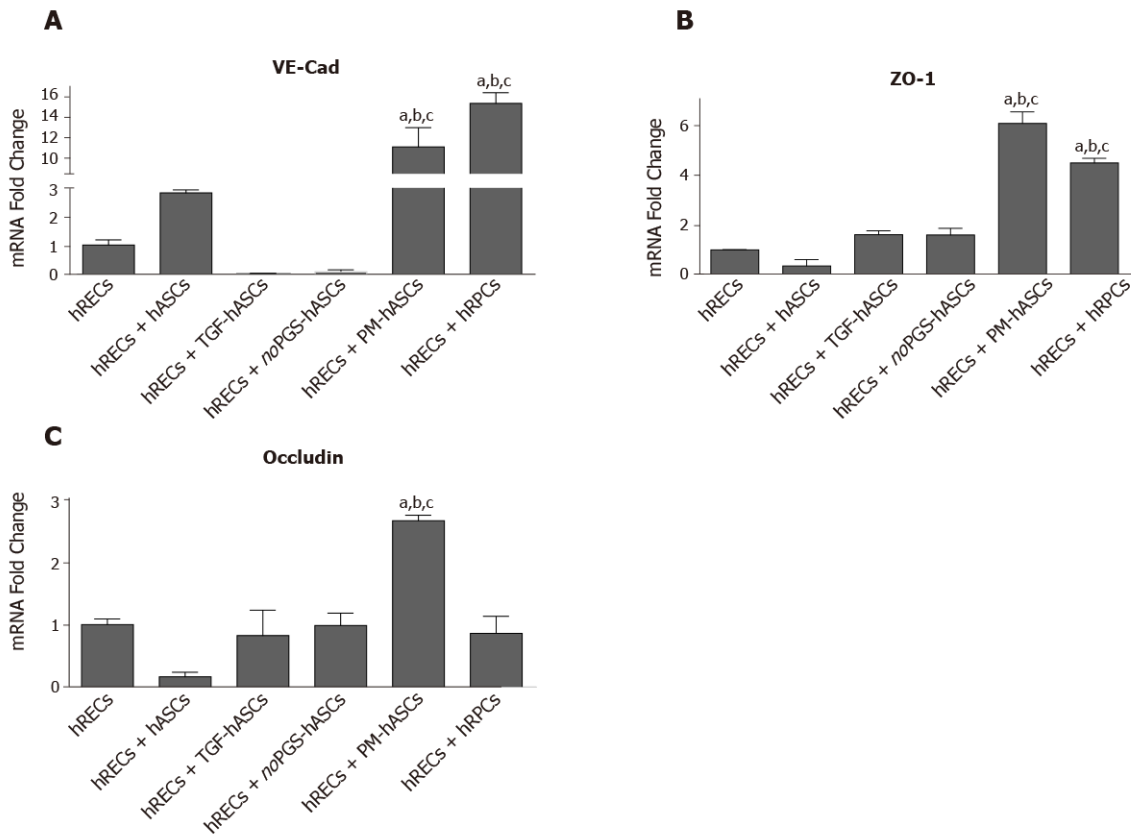 A
VE-Cad
mRNA Fold Change
16
14
12
10
3
2
1
0
a,b,c
a,b,c
hRECs
hRECs + hASCs
hRECs + TGF-hASCs
hRECs + noPGS-hASCs
hRECs + PM-hASCs
hRECs + hRPCs
B
ZO-1
mRNA Fold Change
6
4
2
0
a,b,c
a,b,c
hRECs
hRECs + hASCs
hRECs + TGF-hASCs
hRECs + noPGS-hASCs
hRECs + PM-hASCs
hRECs + hRPCs
C
Occludin
mRNA Fold Change
3
2
1
0
a,b,c
hRECs
hRECs + hASCs
hRECs + TGF-hASCs
hRECs + noPGS-hASCs
hRECs + PM-hASCs
hRECs + hRPCs